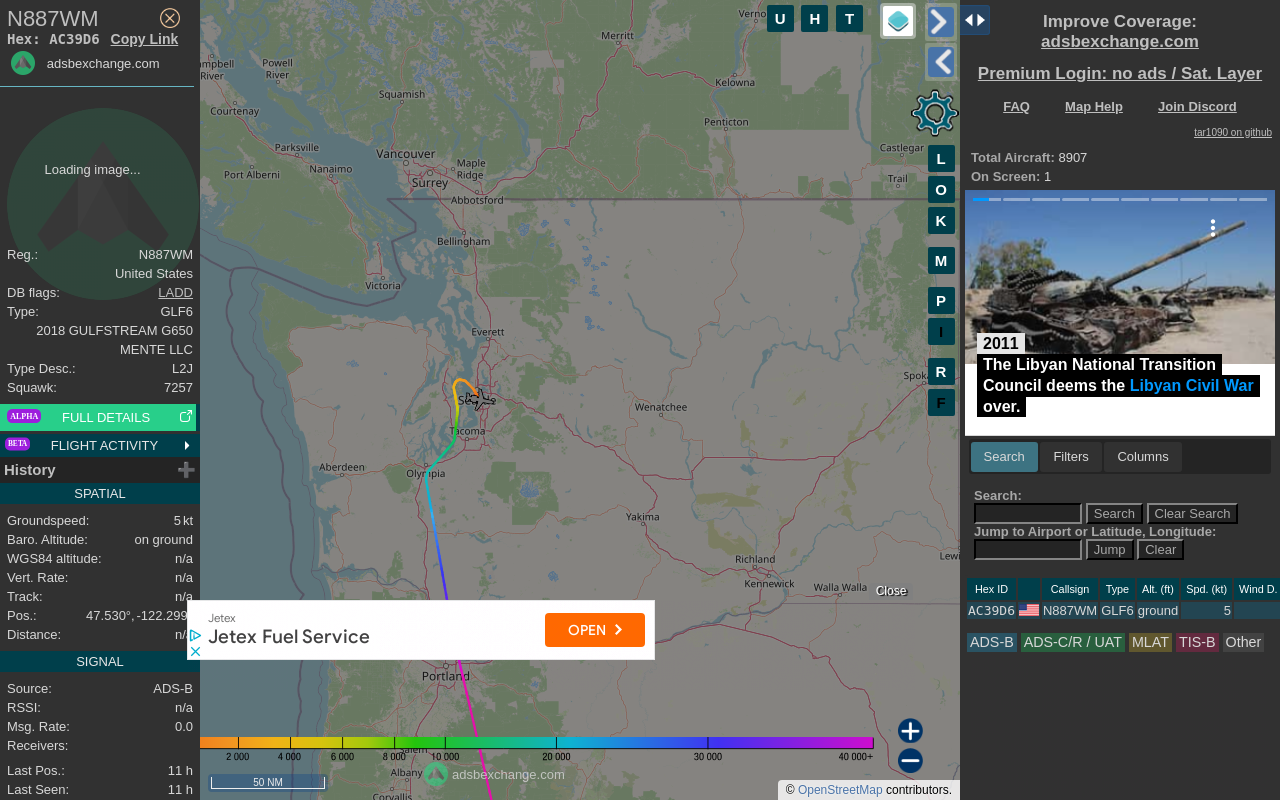 N887WM
Hex: AC39D6 Copy Link
adsbexchange.com
Loading image...
Reg.: N887WM
United States
DB flags: LADD
Type: GLF6
2018 GULFSTREAM G650
MENTE LLC
Type Desc.: L2J
Squawk: 7257
ALPHA FULL DETAILS
BETA FLIGHT ACTIVITY
History
SPATIAL
Groundspeed: 5 kt
Baro. Altitude: on ground
WGS84 altitude: n/a
Vert. Rate: n/a
Track: n/a
Pos.: 47.530°, -122.299
Distance: n/
SIGNAL
Source: ADS-B
RSSI: n/a
Msg. Rate: 0.0
Receivers:
Last Pos.: 11 h
Last Seen: 11 h
U H T
L
O
K
M
P
I
R
F
Merritt
Powell
River
mpbell
River
Squamish
Courtenay
Kelowna
Penticton
Parksville
Nanaimo
Port Alberni
Vancouver
Surrey
Maple
Ridge
Abbotsford
Castlegar
Trail
Bellingham
Victoria
Everett
Tacoma
Aberdeen
Olympia
Wenatchee
Spok
Yakima
Richland
Kennewick
Walla Walla
Lewi
Close
Jetex
Jetex Fuel Service
OPEN
Portland
Salem
Albany
Corvallis
2 000 4 000 6 000 8 000 10 000 20 000 30 000 40 000+
adsbexchange.com
50 NM
© OpenStreetMap contributors.
Improve Coverage:
adsbexchange.com
Premium Login: no ads / Sat. Layer
FAQ Map Help Join Discord
tar1090 on github
Total Aircraft: 8907
On Screen: 1
2011
The Libyan National Transition
Council deems the Libyan Civil War
over.
Search Filters Columns
Search:
Search Clear Search
Jump to Airport or Latitude, Longitude:
Jump Clear
Hex ID Callsign Type Alt. (ft) Spd. (kt) Wind D.
AC39D6 N887WM GLF6 ground 5
ADS-B ADS-C/R / UAT MLAT TIS-B Other